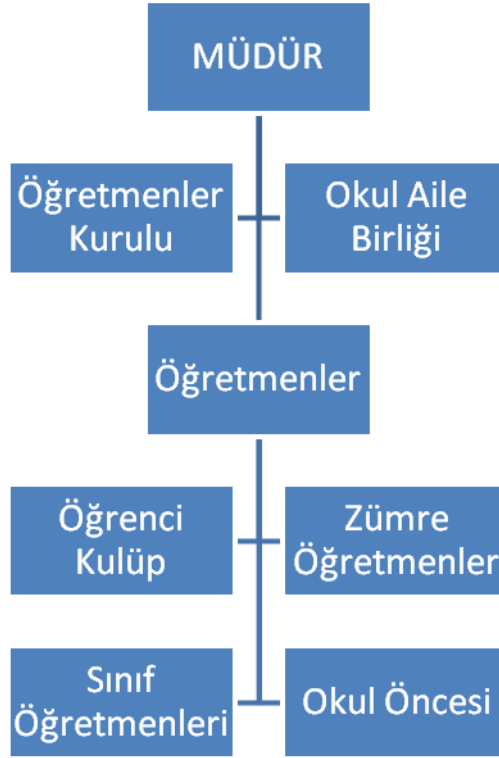 MÜDÜR
Öğretmenler
Kurulu
Okul Aile
Birliği
Öğretmenler
Öğrenci
Kulüp
Zümre
Öğretmenler
Sınıf
Öğretmenleri
Okul Öncesi